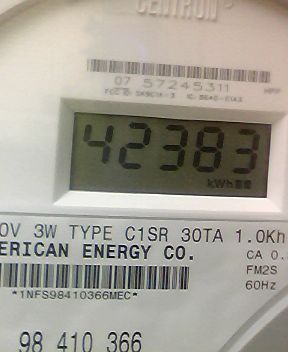 CENTRON
07 57245311
42383
kWh
0V 3W TYPE C1SR 30TA 1.0Kh
ERICAN ENERGY CO.
CA 0.
FM2S
*1NFS98410366MEC*
60Hz
98 410 366